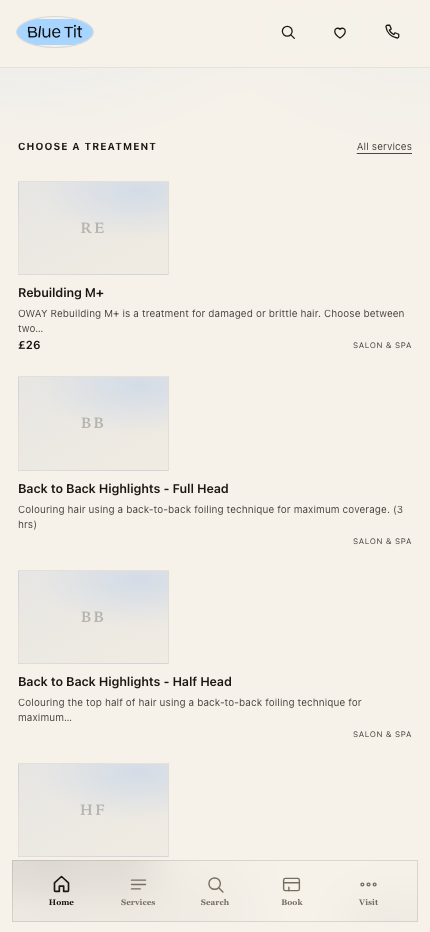 Blue Tit
CHOOSE A TREATMENT
All services
RE
Rebuilding M+
OWAY Rebuilding M+ is a treatment for damaged or brittle hair. Choose between
two...
£26
SALON & SPA
BB
Back to Back Highlights - Full Head
Colouring hair using a back-to-back foiling technique for maximum coverage. (3
hrs)
SALON & SPA
BB
Back to Back Highlights - Half Head
Colouring the top half of hair using a back-to-back foiling technique for
maximum...
SALON & SPA
HF
Home
Services
Search
Book
Visit